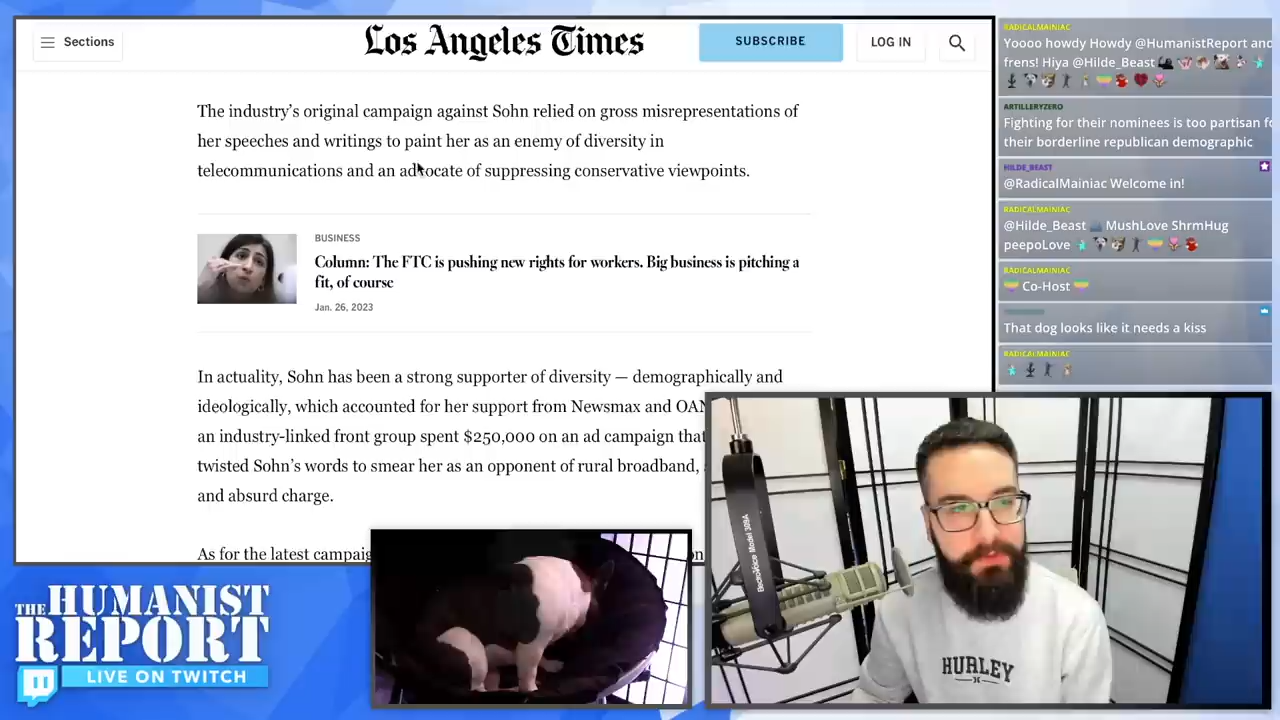 Sections
Los Angeles Times
SUBSCRIBE
LOG IN
The industry's original campaign against Sohn relied on gross misrepresentations of
her speeches and writings to paint her as an enemy of diversity in
telecommunications and an advocate of suppressing conservative viewpoints.
BUSINESS
Column: The FTC is pushing new rights for workers. Big business is pitching a
fit, of course
Jan. 26, 2023
In actuality, Sohn has been a strong supporter of diversity — demographically and
ideologically, which accounted for her support from Newsmax and OAN
an industry-linked front group spent $250,000 on an ad campaign that
twisted Sohn's words to smear her as an opponent of rural broadband,
and absurd charge.
As for the latest campaig
RADICALMAINIAC
Yoooo howdy Howdy @HumanistReport and
frens! Hiya @Hilde_Beast
ARTILLERYZERO
Fighting for their nominees is too partisan fo
their borderline republican demographic
HILDE_BEAST
@RadicalMainiac Welcome in!
RADICALMAINIAC
@Hilde_Beast MushLove ShrmHug
peepoLove
RADICALMAINIAC
Co-Host
That dog looks like it needs a kiss
RADICALMAINIAC
THE HUMANIST
REPORT
LIVE ON TWITCH
ElectroVoice Model 309A
HURLEY